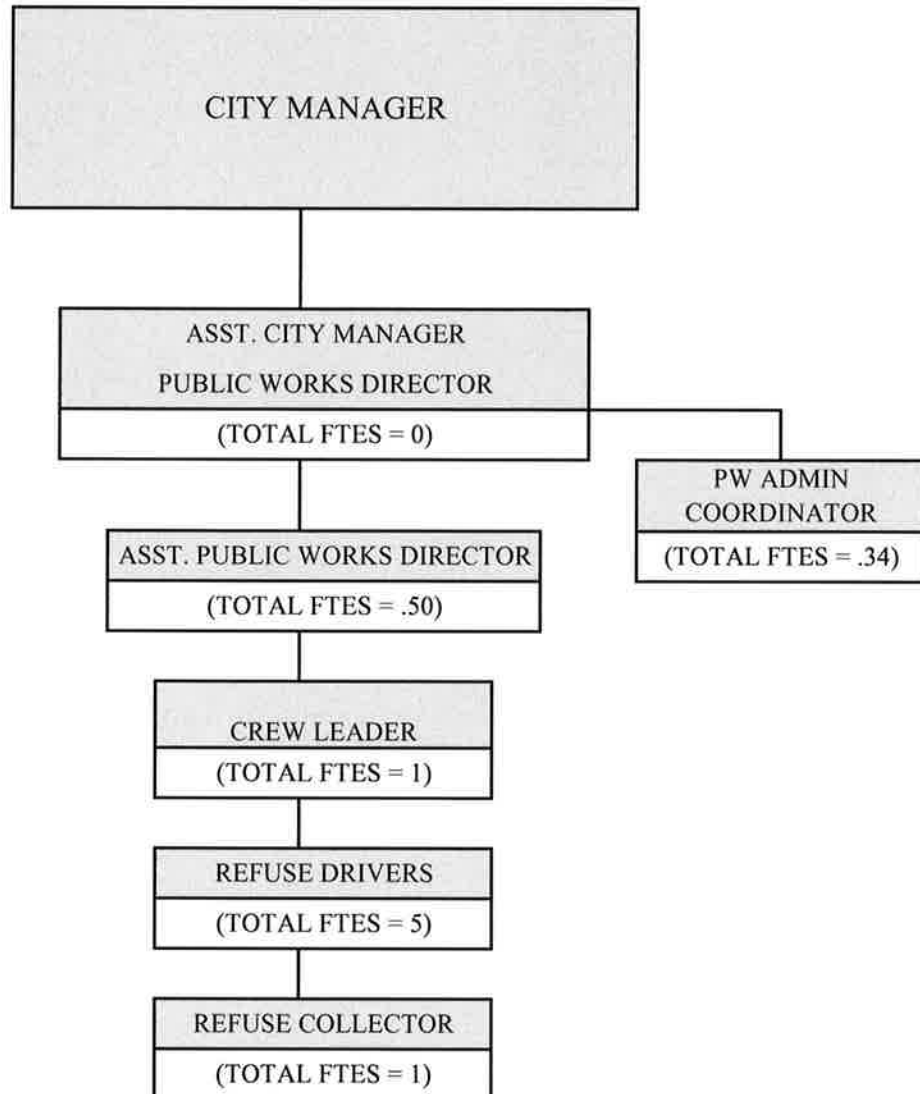 CITY MANAGER
ASST. CITY MANAGER
PUBLIC WORKS DIRECTOR
(TOTAL FTES = 0)
PW ADMIN
COORDINATOR
(TOTAL FTES = .34)
ASST. PUBLIC WORKS DIRECTOR
(TOTAL FTES = .50)
CREW LEADER
(TOTAL FTES = 1)
REFUSE DRIVERS
(TOTAL FTES = 5)
REFUSE COLLECTOR
(TOTAL FTES = 1)